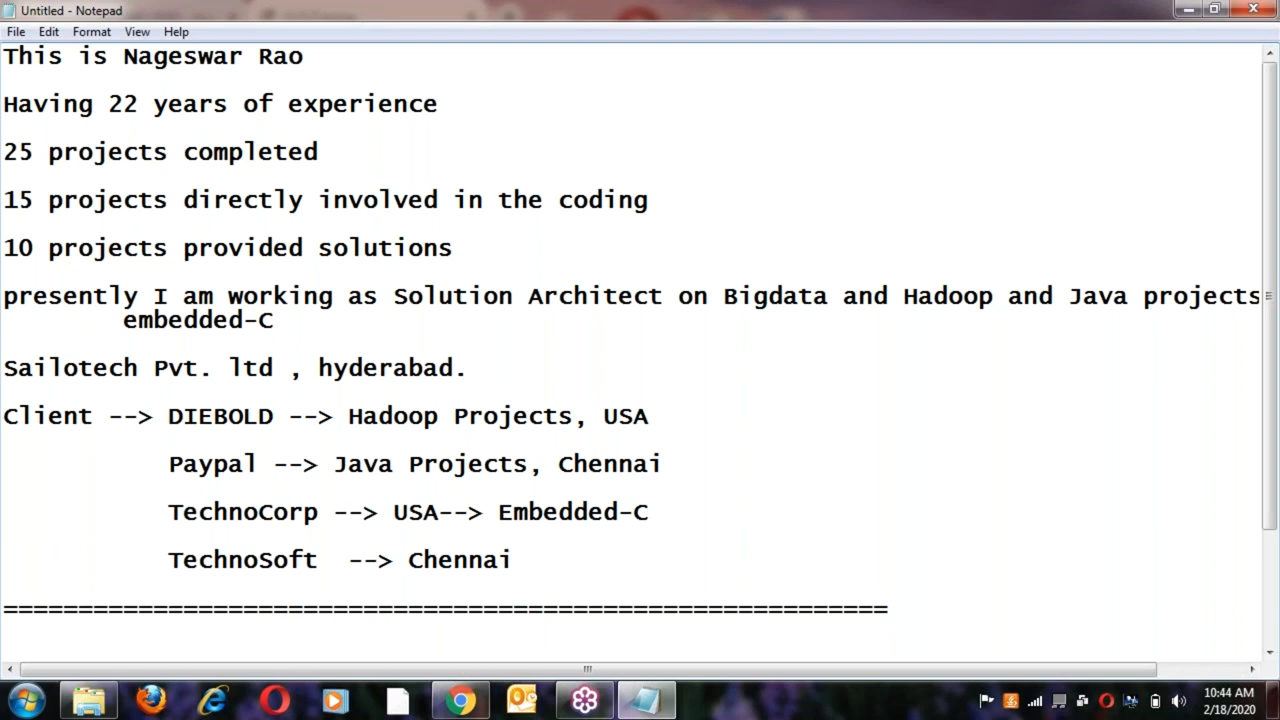 Untitled - Notepad
File Edit Format View Help
This is Nageswar Rao
Having 22 years of experience
25 projects completed
15 projects directly involved in the coding
10 projects provided solutions
presently I am working as Solution Architect on Bigdata and Hadoop and Java projects
embedded-C
Sailotech Pvt. ltd , hyderabad.
Client --> DIEBOLD --> Hadoop Projects, USA
Paypal --> Java Projects, Chennai
TechnoCorp --> USA--> Embedded-C
TechnoSoft --> Chennai
===========================================================
10:44 AM
2/18/2020